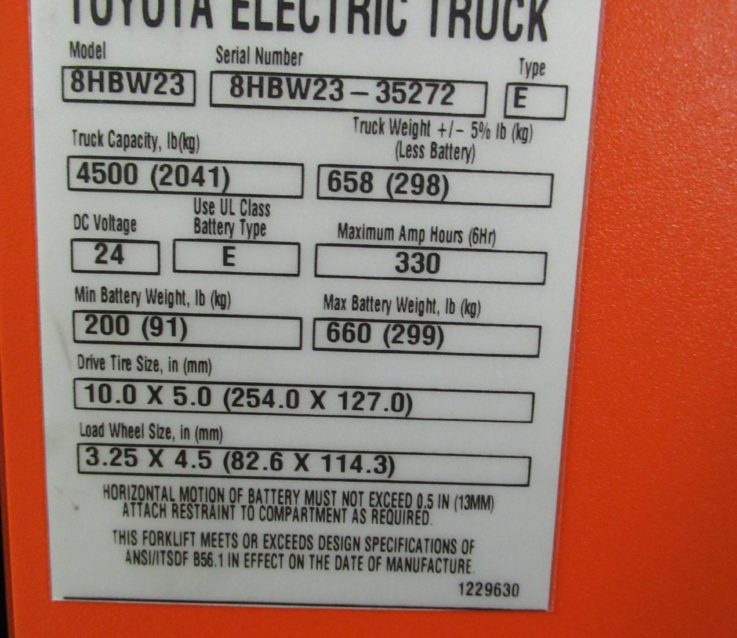 TOYOTA ELECTRIC TRUCK
Model Serial Number Type
8HBW23 8HBW23-35272 E
Truck Capacity, lb(kg) Truck Weight +/- 5% lb (kg)
(Less Battery)
4500 (2041) 658 (298)
DC Voltage Use UL Class Battery Type Maximum Amp Hours (6Hr)
24 E 330
Min Battery Weight, lb (kg) Max Battery Weight, lb (kg)
200 (91) 660 (299)
Drive Tire Size, in (mm)
10.0 X 5.0 (254.0 X 127.0)
Load Wheel Size, in (mm)
3.25 X 4.5 (82.6 X 114.3)
HORIZONTAL MOTION OF BATTERY MUST NOT EXCEED 0.5 IN (13MM)
ATTACH RESTRAINT TO COMPARTMENT AS REQUIRED.
THIS FORKLIFT MEETS OR EXCEEDS DESIGN SPECIFICATIONS OF
ANSI/ITSDF B56.1 IN EFFECT ON THE DATE OF MANUFACTURE.
1229630